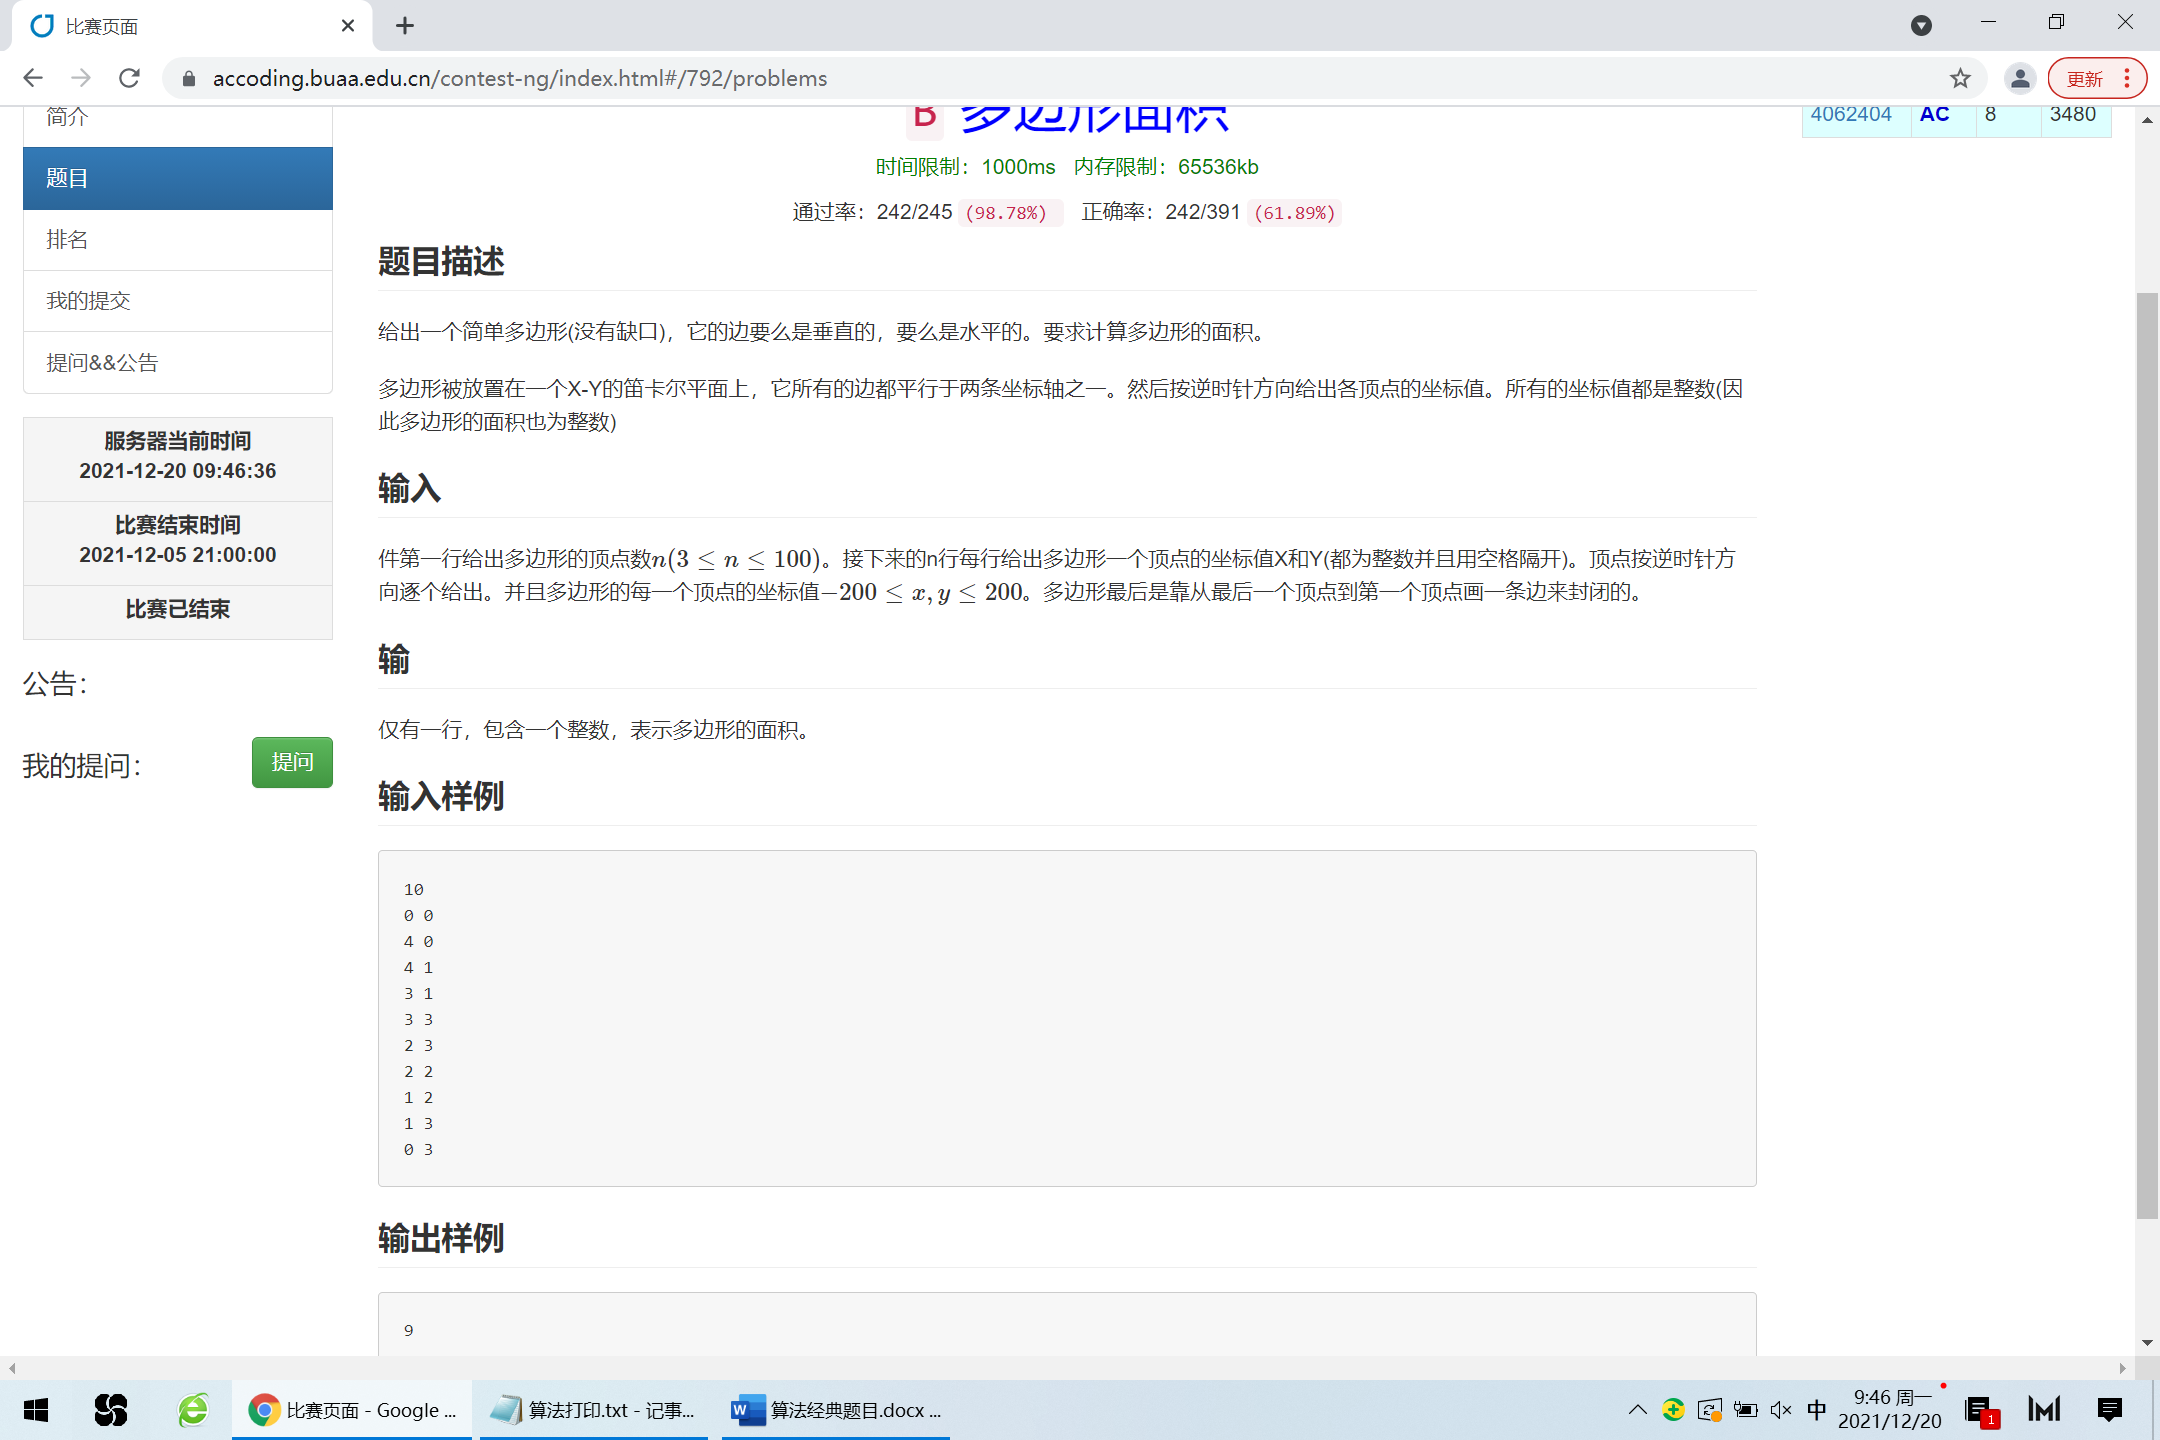 比赛页面
accoding.buaa.edu.cn/contest-ng/index.html#/792/problems
更新
简介
题目
排名
我的提交
提问&&公告
服务器当前时间
2021-12-20 09:46:36
比赛结束时间
2021-12-05 21:00:00
比赛已结束
公告：
我的提问：
提问
B 多边形面积
时间限制：1000ms 内存限制：65536kb
通过率：242/245 (98.78%) 正确率：242/391 (61.89%)
题目描述
给出一个简单多边形(没有缺口)，它的边要么是垂直的，要么是水平的。要求计算多边形的面积。
多边形被放置在一个X-Y的笛卡尔平面上，它所有的边都平行于两条坐标轴之一。然后按逆时针方向给出各顶点的坐标值。所有的坐标值都是整数(因
此多边形的面积也为整数)
输入
件第一行给出多边形的顶点数n(3 ≤ n ≤ 100)。接下来的n行每行给出多边形一个顶点的坐标值X和Y(都为整数并且用空格隔开)。顶点按逆时针方
向逐个给出。并且多边形的每一个顶点的坐标值−200 ≤ x, y ≤ 200。多边形最后是靠从最后一个顶点到第一个顶点画一条边来封闭的。
输
仅有一行，包含一个整数，表示多边形的面积。
输入样例
10
0 0
4 0
4 1
3 1
3 3
2 3
2 2
1 2
1 3
0 3
输出样例
9
4062404 AC 8 3480
比赛页面 - Google ...
算法打印.txt - 记事...
算法经典题目.docx ...
中
9:46 周一
2021/12/20
1